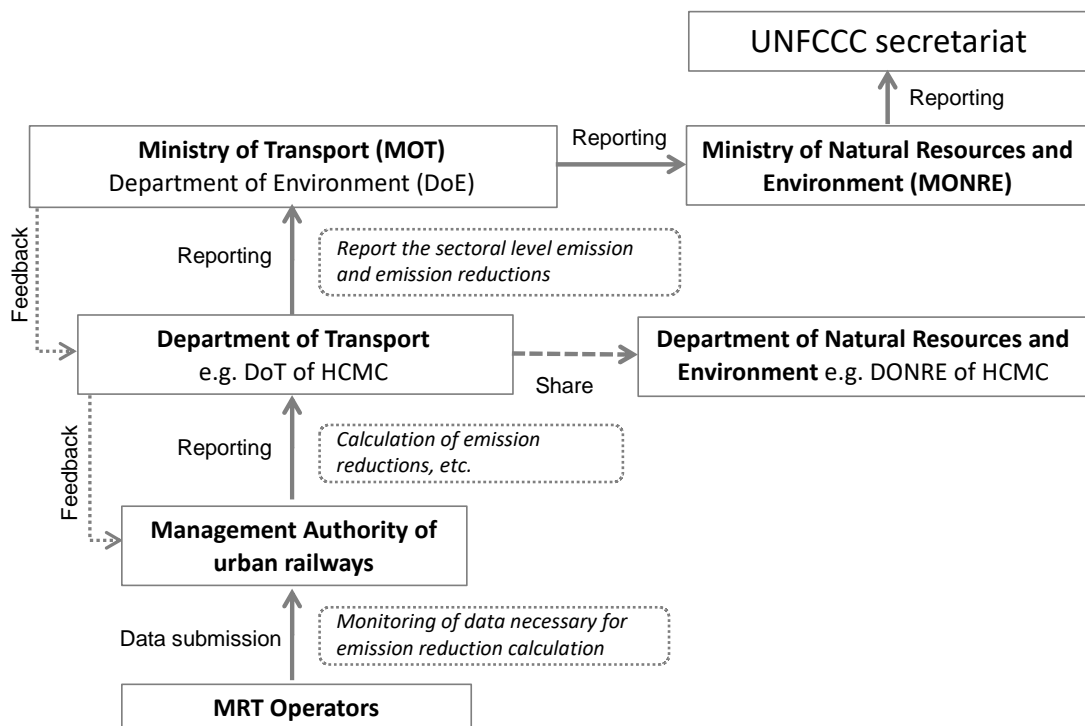 UNFCCC secretariat
Reporting
Ministry of Transport (MOT)
Department of Environment (DoE)
Reporting
Ministry of Natural Resources and
Environment (MONRE)
Feedback
Reporting
Report the sectoral level emission
and emission reductions
Department of Transport
e.g. DoT of HCMC
Share
Department of Natural Resources and
Environment e.g. DONRE of HCMC
Feedback
Reporting
Calculation of emission
reductions, etc.
Management Authority of
urban railways
Data submission
Monitoring of data necessary for
emission reduction calculation
MRT Operators